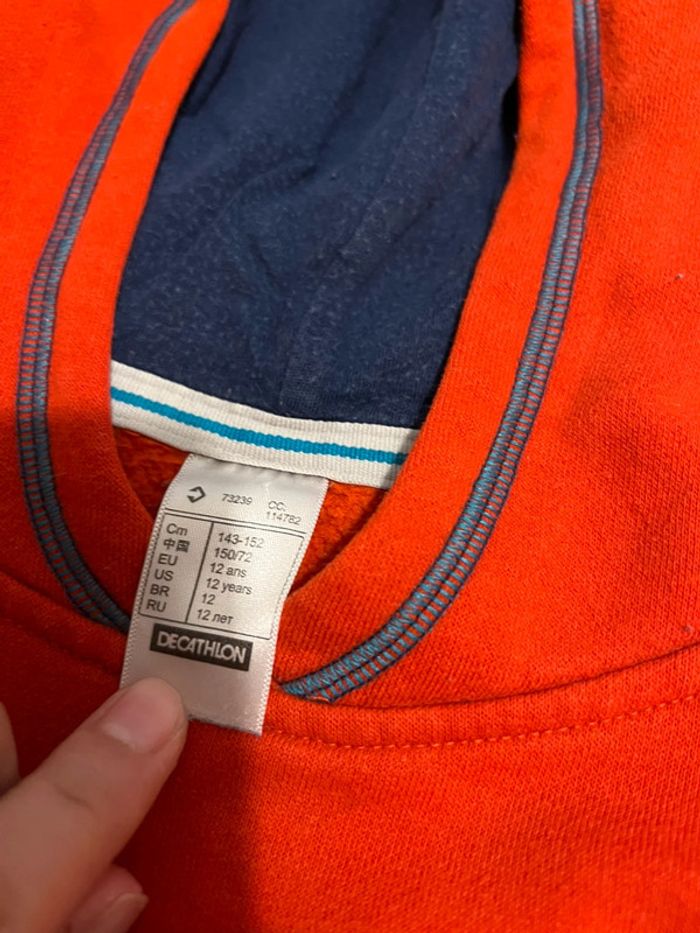 73239 CC:
114782
Cm 143-152
中国 150/72
EU 12 ans
US 12 years
BR 12
RU 12 лет
DECATHLON